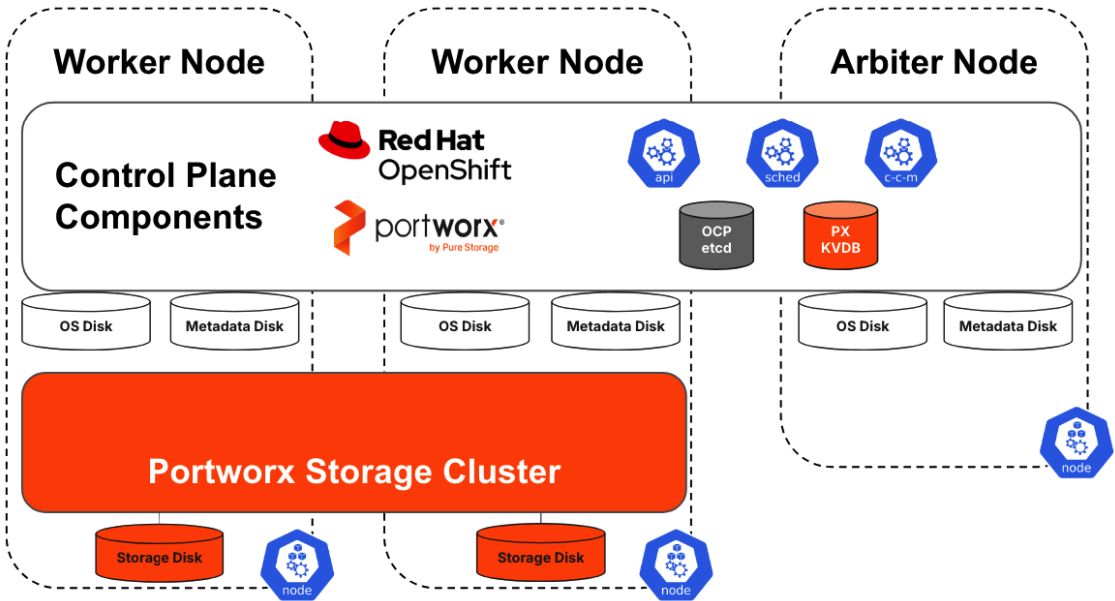 Worker Node
Worker Node
Arbiter Node
Control Plane
Components
Red Hat
OpenShift
portworx®
by Pure Storage
api
sched
c-c-m
OCP
etcd
PX
KVDB
OS Disk
Metadata Disk
OS Disk
Metadata Disk
OS Disk
Metadata Disk
Portworx Storage Cluster
node
Storage Disk
node
Storage Disk
node